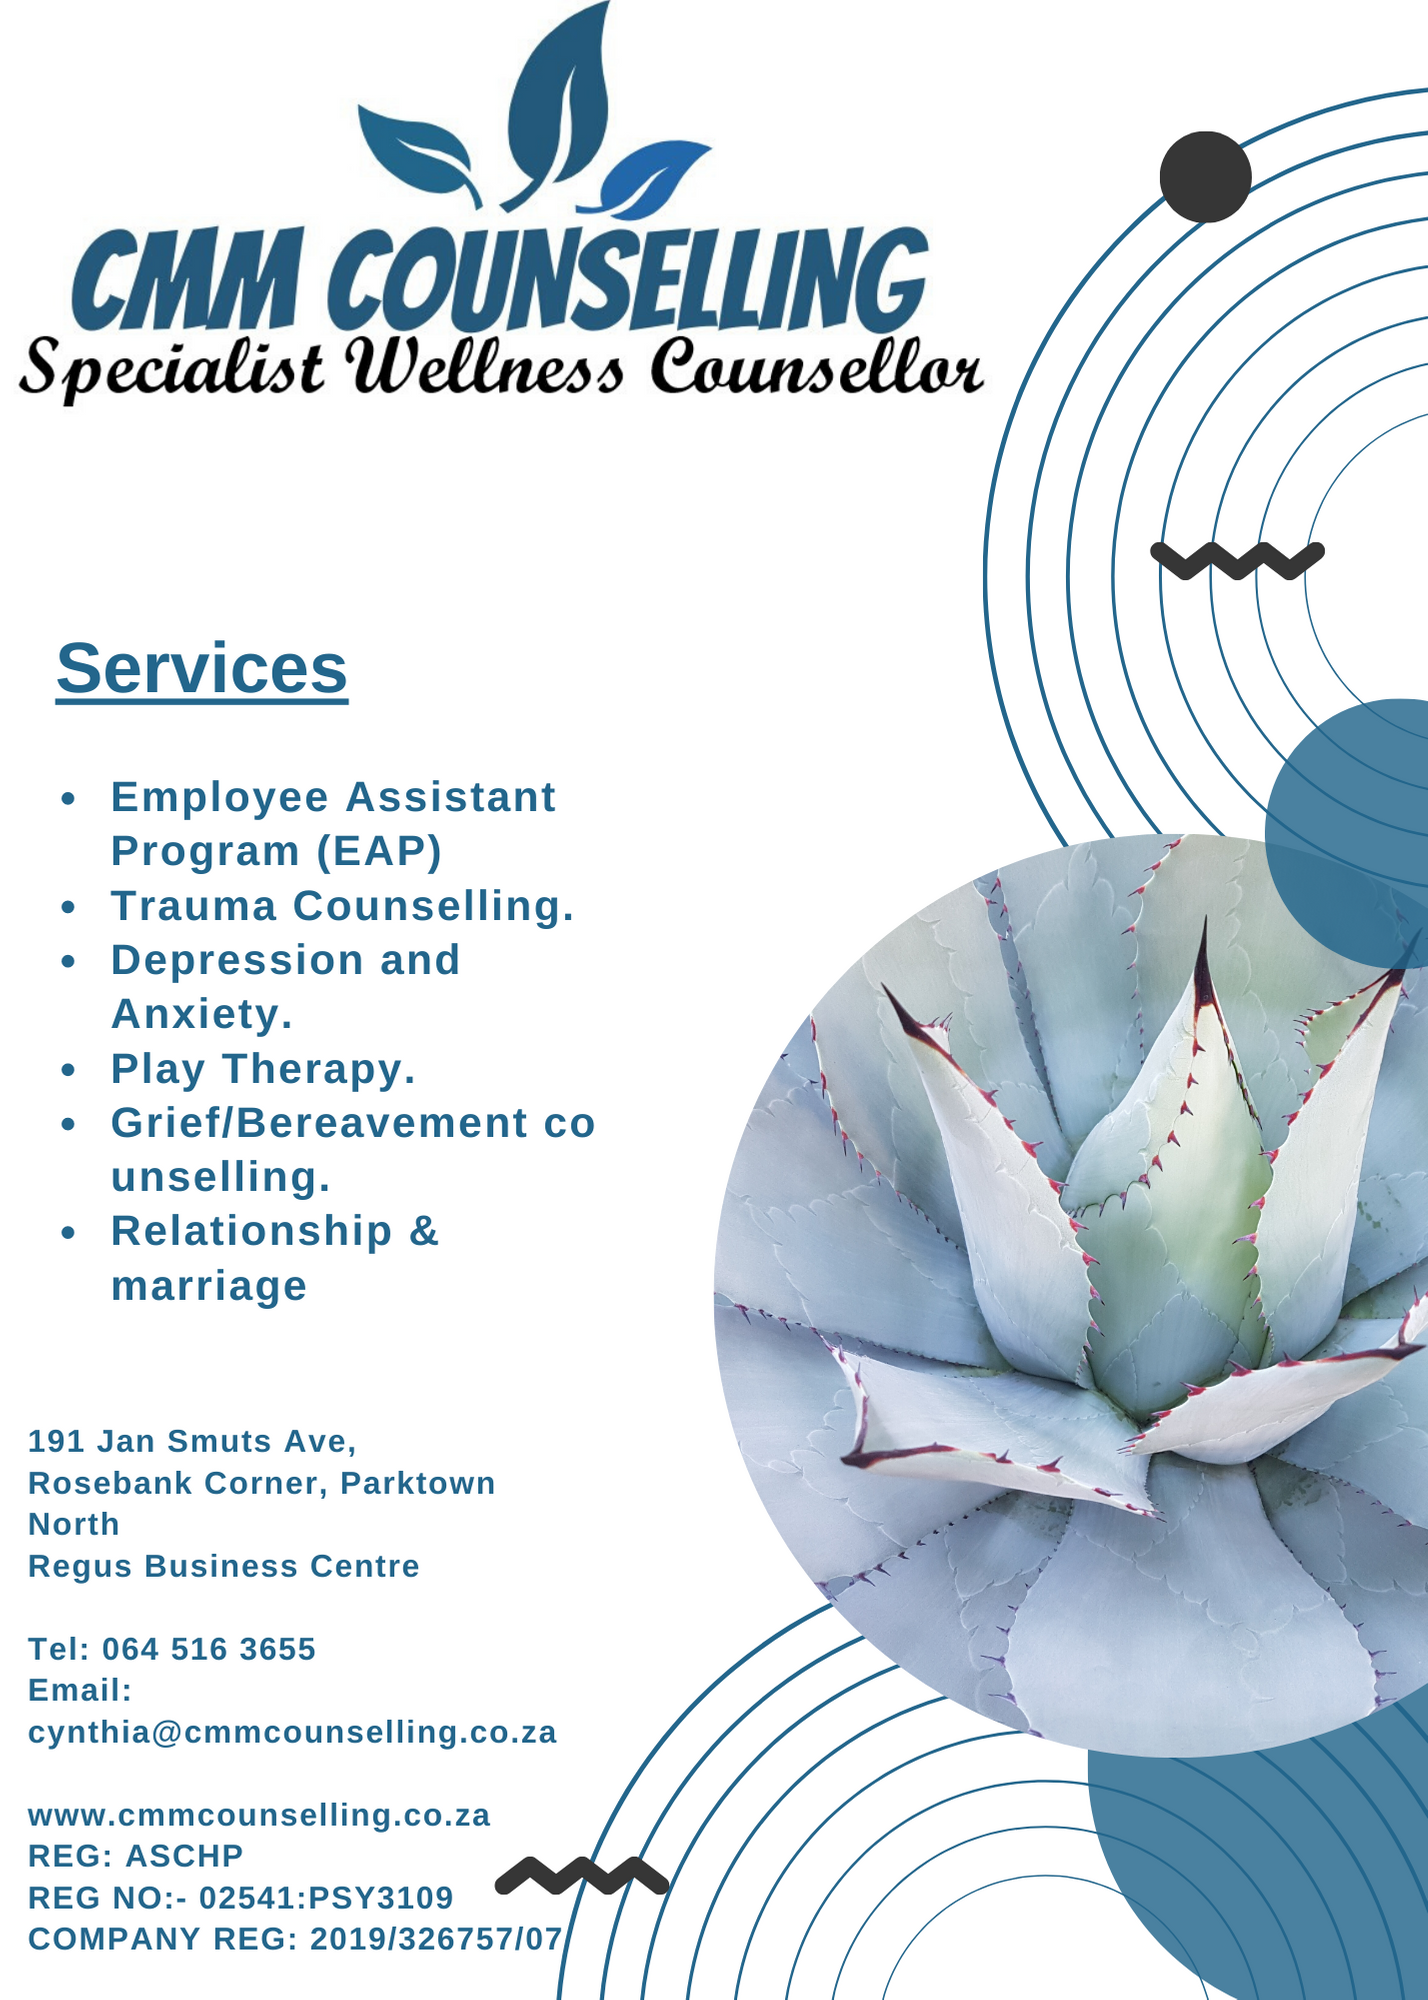 CMM COUNSELLING
Specialist Wellness Counsellor
Services
• Employee Assistant
Program (EAP)
• Trauma Counselling.
• Depression and
Anxiety.
• Play Therapy.
• Grief/Bereavement co
unselling.
• Relationship &
marriage
191 Jan Smuts Ave,
Rosebank Corner, Parktown
North
Regus Business Centre
Tel: 064 516 3655
Email:
cynthia@cmmcounselling.co.za
www.cmmcounselling.co.za
REG: ASCHP
REG NO:- 02541:PSY3109
COMPANY REG: 2019/326757/07